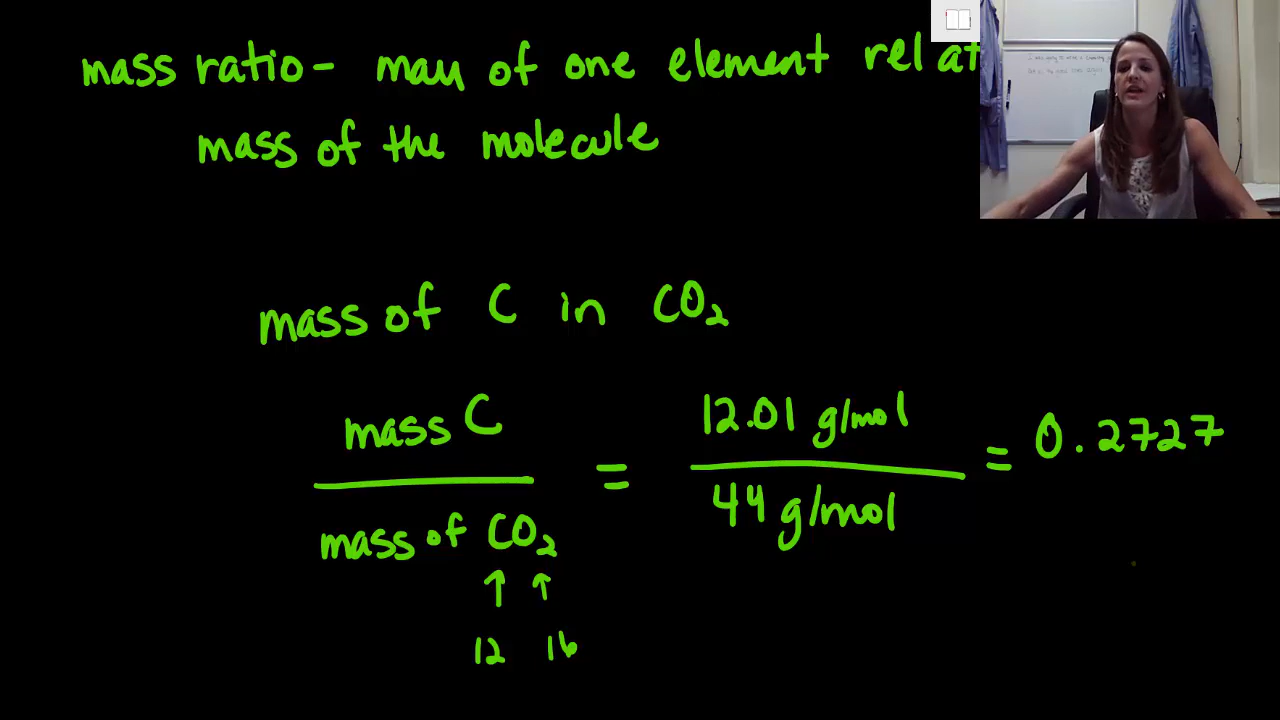 mass ratio - mass of one element relat
mass of the molecule
mass of C in CO₂
mass C
mass of CO₂
=
12.01 g/mol
44 g/mol
= 0.2727
↑ ↑
12 16